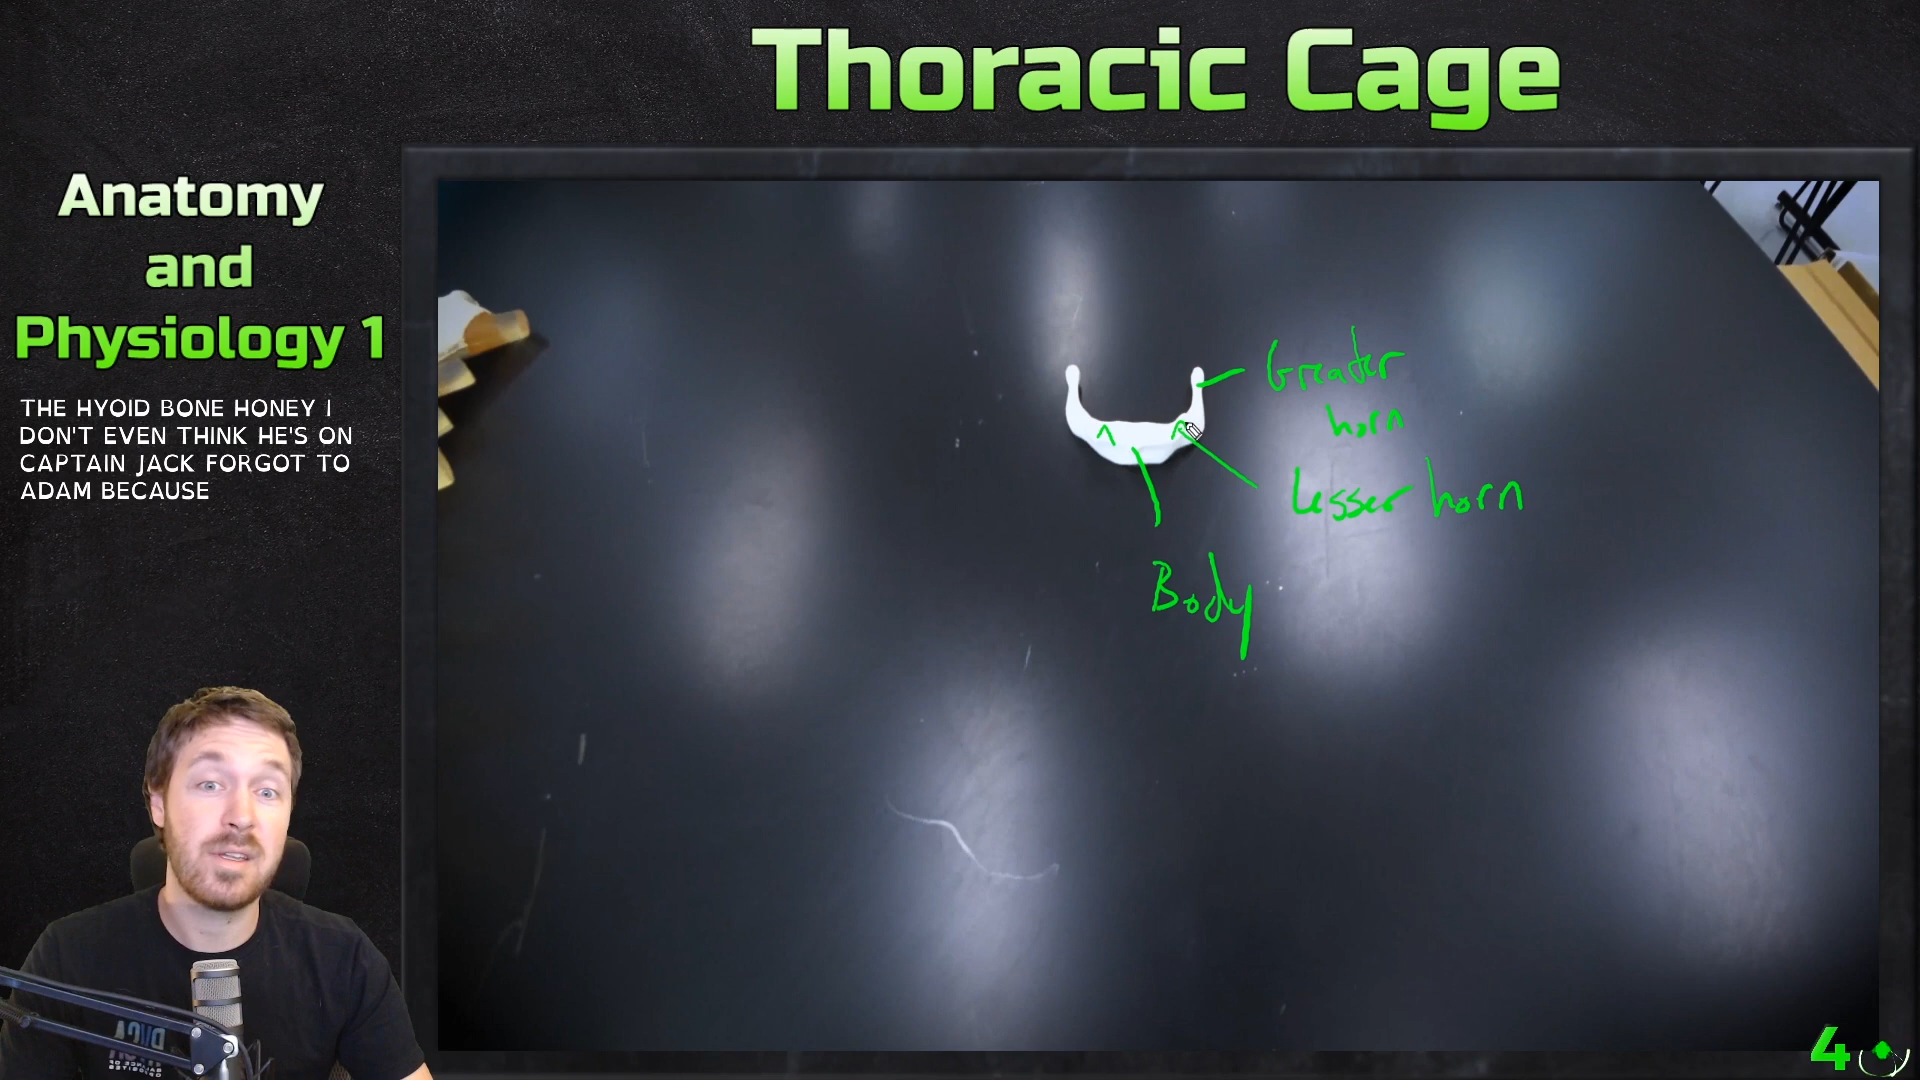 Thoracic Cage
Anatomy
and
Physiology 1
THE HYOID BONE HONEY I
DON'T EVEN THINK HE'S ON
CAPTAIN JACK FORGOT TO
ADAM BECAUSE
Greater
horn
Lesser horn
Body
4